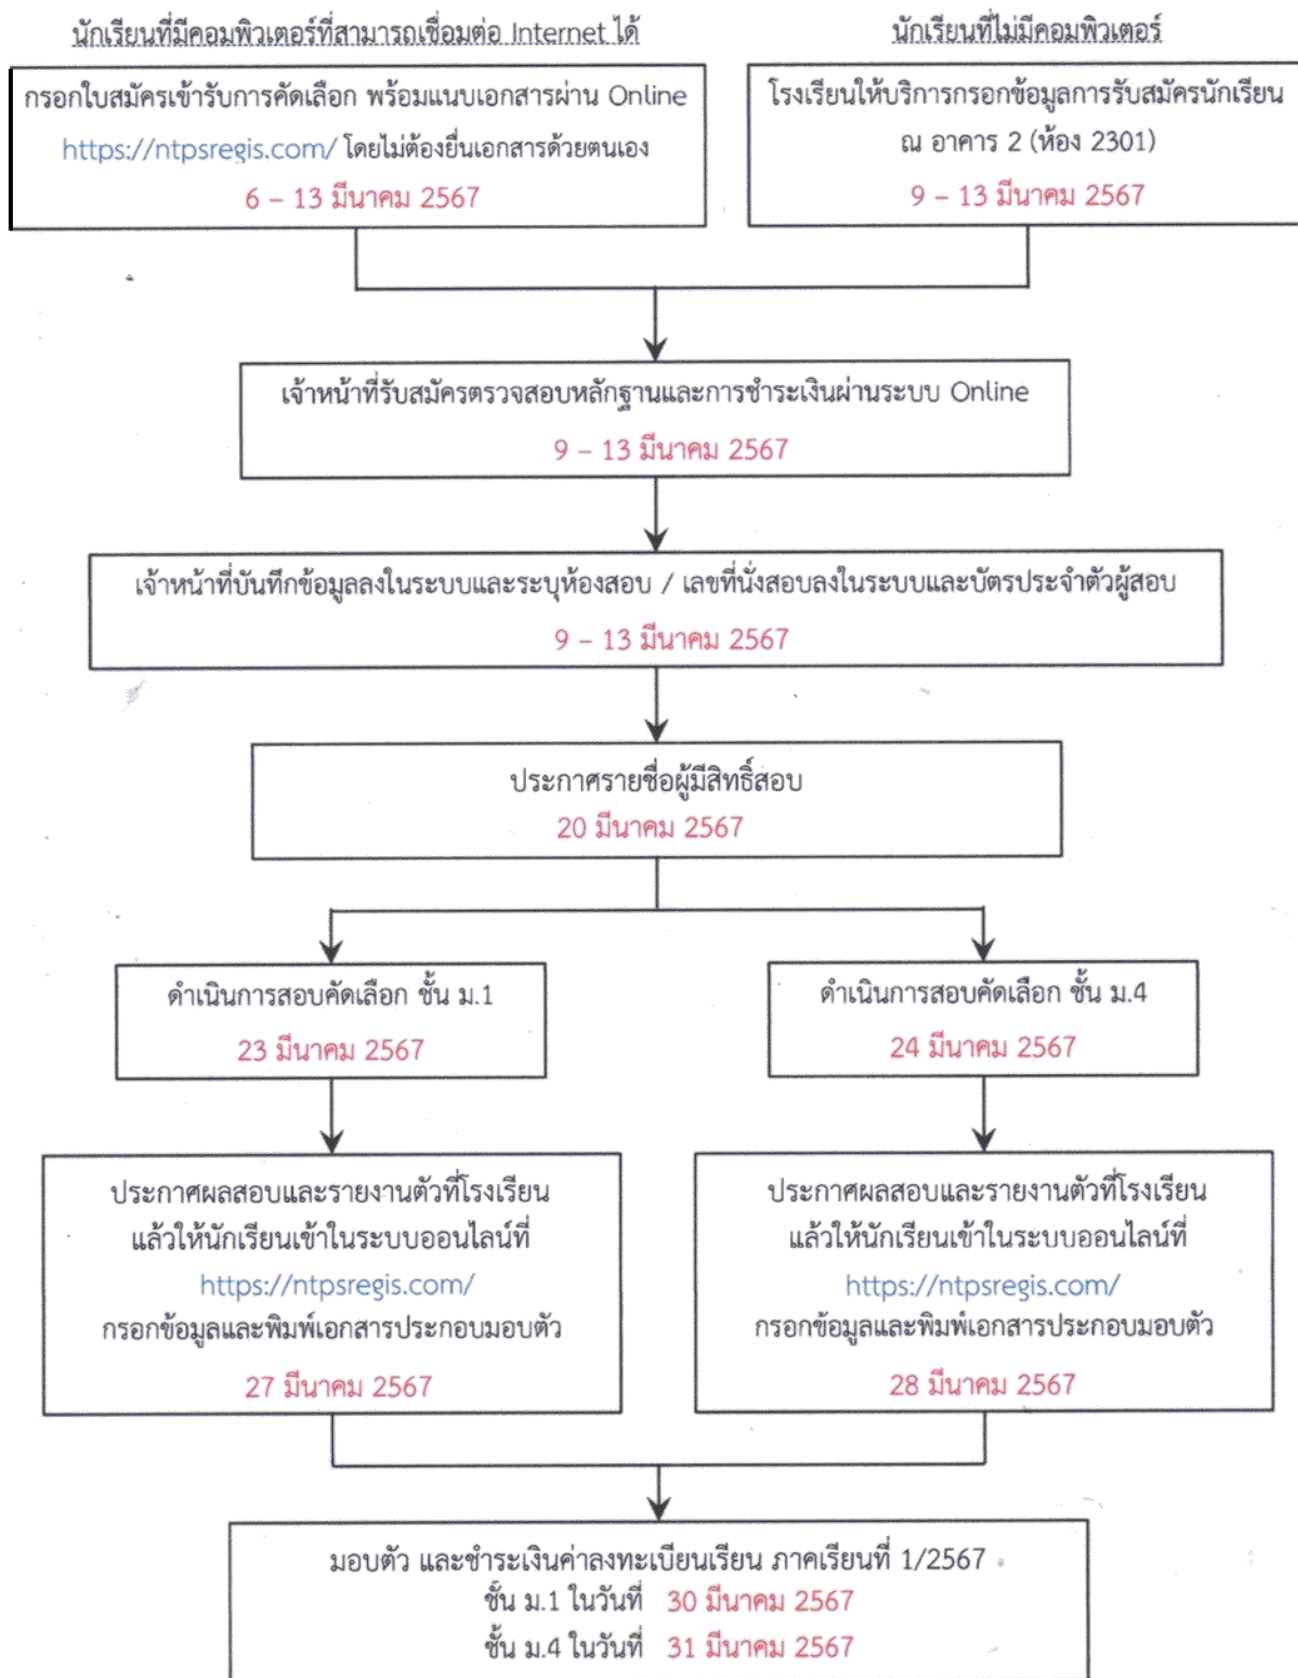 นักเรียนที่มีคอมพิวเตอร์ที่สามารถเชื่อมต่อ Internet ได้
นักเรียนที่ไม่มีคอมพิวเตอร์
กรอกใบสมัครเข้ารับการคัดเลือก พร้อมแนบเอกสารผ่าน Online
https://ntpsregis.com/ โดยไม่ต้องยื่นเอกสารด้วยตนเอง
6 – 13 มีนาคม 2567
โรงเรียนให้บริการกรอกข้อมูลการรับสมัครนักเรียน
ณ อาคาร 2 (ห้อง 2301)
9 – 13 มีนาคม 2567
เจ้าหน้าที่รับสมัครตรวจสอบหลักฐานและการชำระเงินผ่านระบบ Online
9 – 13 มีนาคม 2567
เจ้าหน้าที่บันทึกข้อมูลลงในระบบและระบุห้องสอบ / เลขที่นั่งสอบลงในระบบและบัตรประจำตัวผู้สอบ
9 – 13 มีนาคม 2567
ประกาศรายชื่อผู้มีสิทธิ์สอบ
20 มีนาคม 2567
ดำเนินการสอบคัดเลือก ชั้น ม.1
23 มีนาคม 2567
ดำเนินการสอบคัดเลือก ชั้น ม.4
24 มีนาคม 2567
ประกาศผลสอบและรายงานตัวที่โรงเรียน
แล้วให้นักเรียนเข้าในระบบออนไลน์ที่
https://ntpsregis.com/
กรอกข้อมูลและพิมพ์เอกสารประกอบมอบตัว
27 มีนาคม 2567
ประกาศผลสอบและรายงานตัวที่โรงเรียน
แล้วให้นักเรียนเข้าในระบบออนไลน์ที่
https://ntpsregis.com/
กรอกข้อมูลและพิมพ์เอกสารประกอบมอบตัว
28 มีนาคม 2567
มอบตัว และชำระเงินค่าลงทะเบียนเรียน ภาคเรียนที่ 1/2567
ชั้น ม.1 ในวันที่ 30 มีนาคม 2567
ชั้น ม.4 ในวันที่ 31 มีนาคม 2567